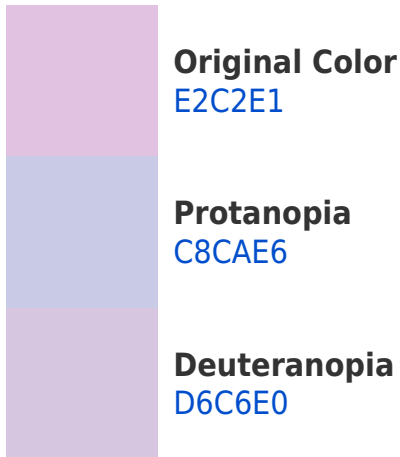 Original Color
E2C2E1
Protanopia
C8CAE6
Deuteranopia
D6C6E0